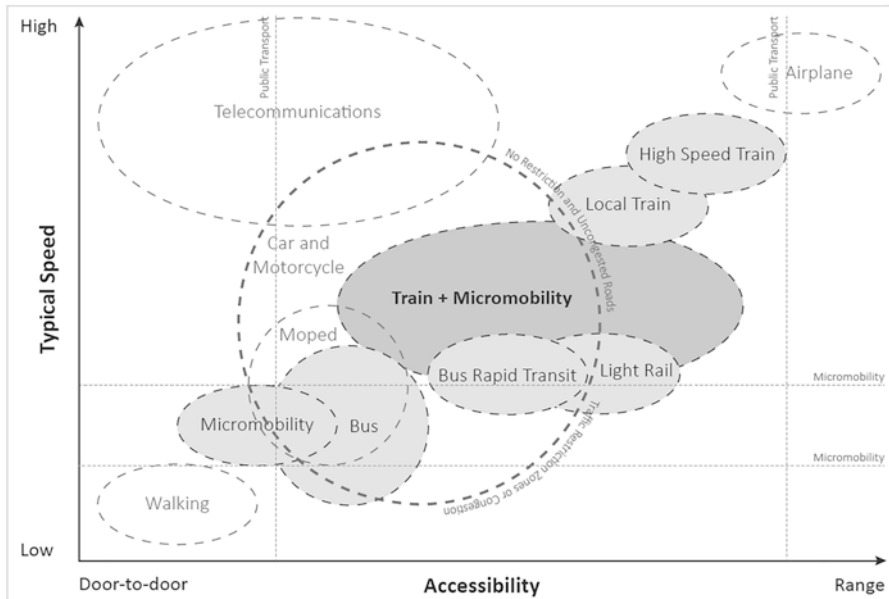 High
Public Transport
Public Transport
Airplane
Telecommunications
High Speed Train
No Restriction and Uncongested Roads
Local Train
Car and
Motorcycle
Typical Speed
Train + Micromobility
Moped
Bus Rapid Transit
Light Rail
Micromobility
Micromobility
Bus
Traffic Restriction Zones or Congestion
Micromobility
Walking
Low
Door-to-door
Accessibility
Range